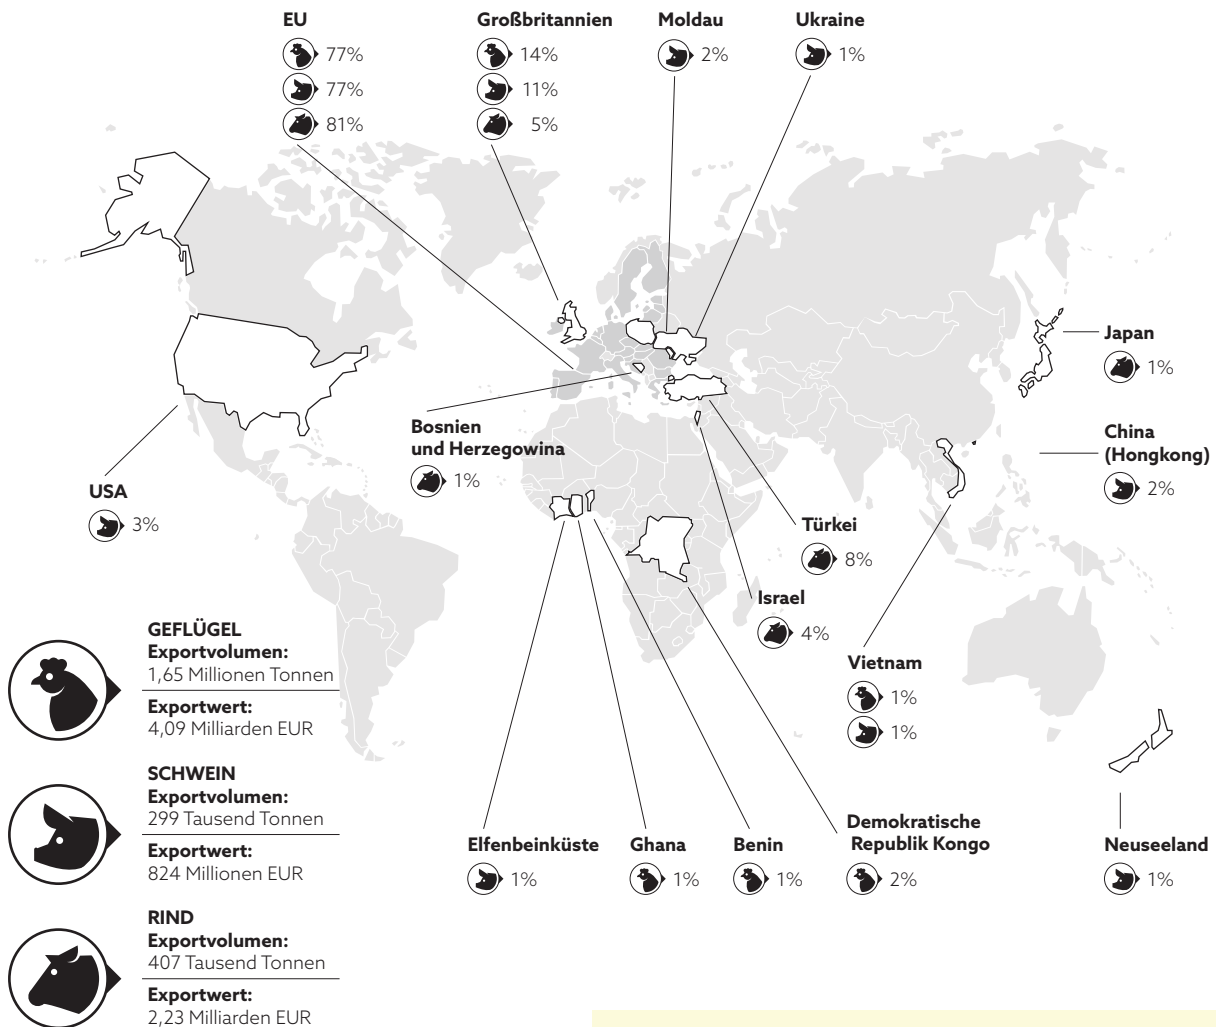 EU
77%
77%
81%
Großbritannien
14%
11%
5%
Moldau
2%
Ukraine
1%
Japan
1%
China
(Hongkong)
2%
Bosnien
und Herzegowina
1%
USA
3%
Türkei
8%
Israel
4%
Vietnam
1%
1%
GEFLÜGEL
Exportvolumen:
1,65 Millionen Tonnen
Exportwert:
4,09 Milliarden EUR
SCHWEIN
Exportvolumen:
299 Tausend Tonnen
Exportwert:
824 Millionen EUR
RIND
Exportvolumen:
407 Tausend Tonnen
Exportwert:
2,23 Milliarden EUR
Elfenbeinküste
1%
Ghana
1%
Benin
1%
Demokratische
Republik Kongo
2%
Neuseeland
1%